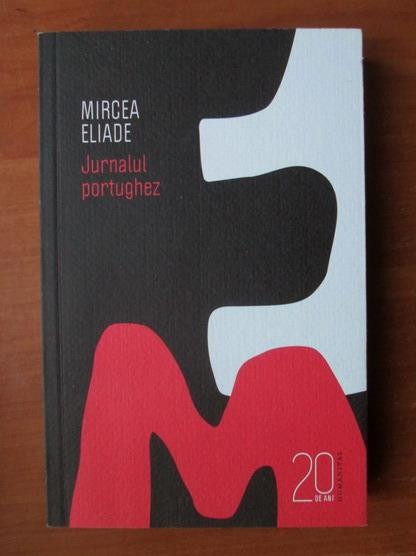 MIRCEA
ELIADE
Jurnalul
portughez
20
DE ANI
HUMANITAS